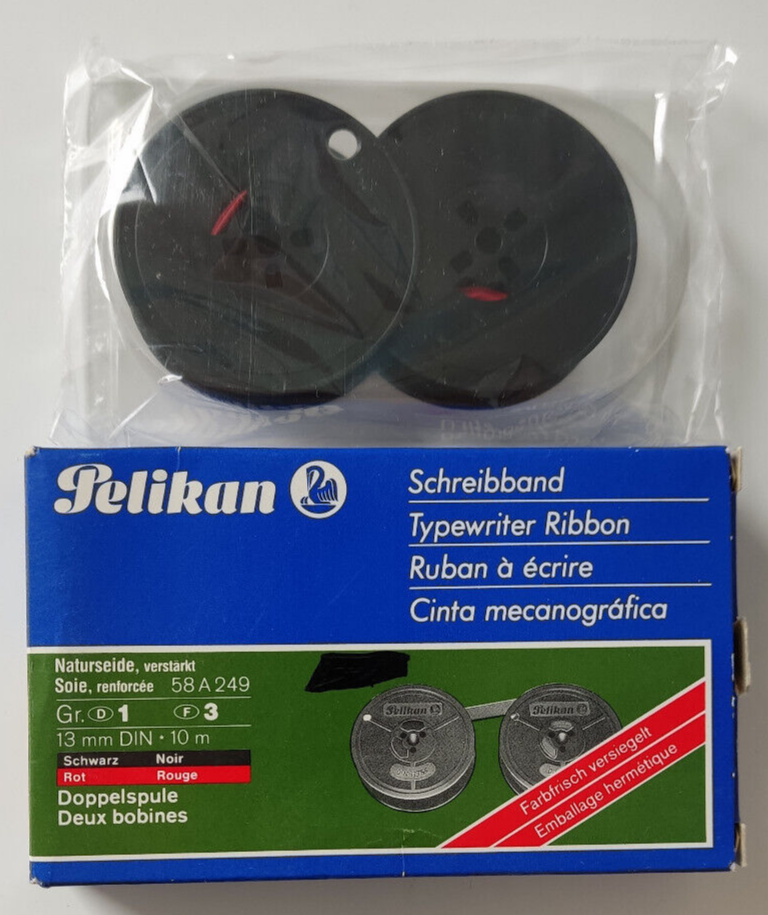 Pelikan
Schreibband
Typewriter Ribbon
Ruban à écrire
Cinta mecanográfica
Naturseide, verstärkt
Soie, renforcée 58 A 249
Gr. D 1 F 3
13 mm DIN · 10 m
Schwarz Noir
Rot Rouge
Doppelspule
Deux bobines
Pelikan
Pelikan
Farbfrisch versiegelt
Emballage hermétique